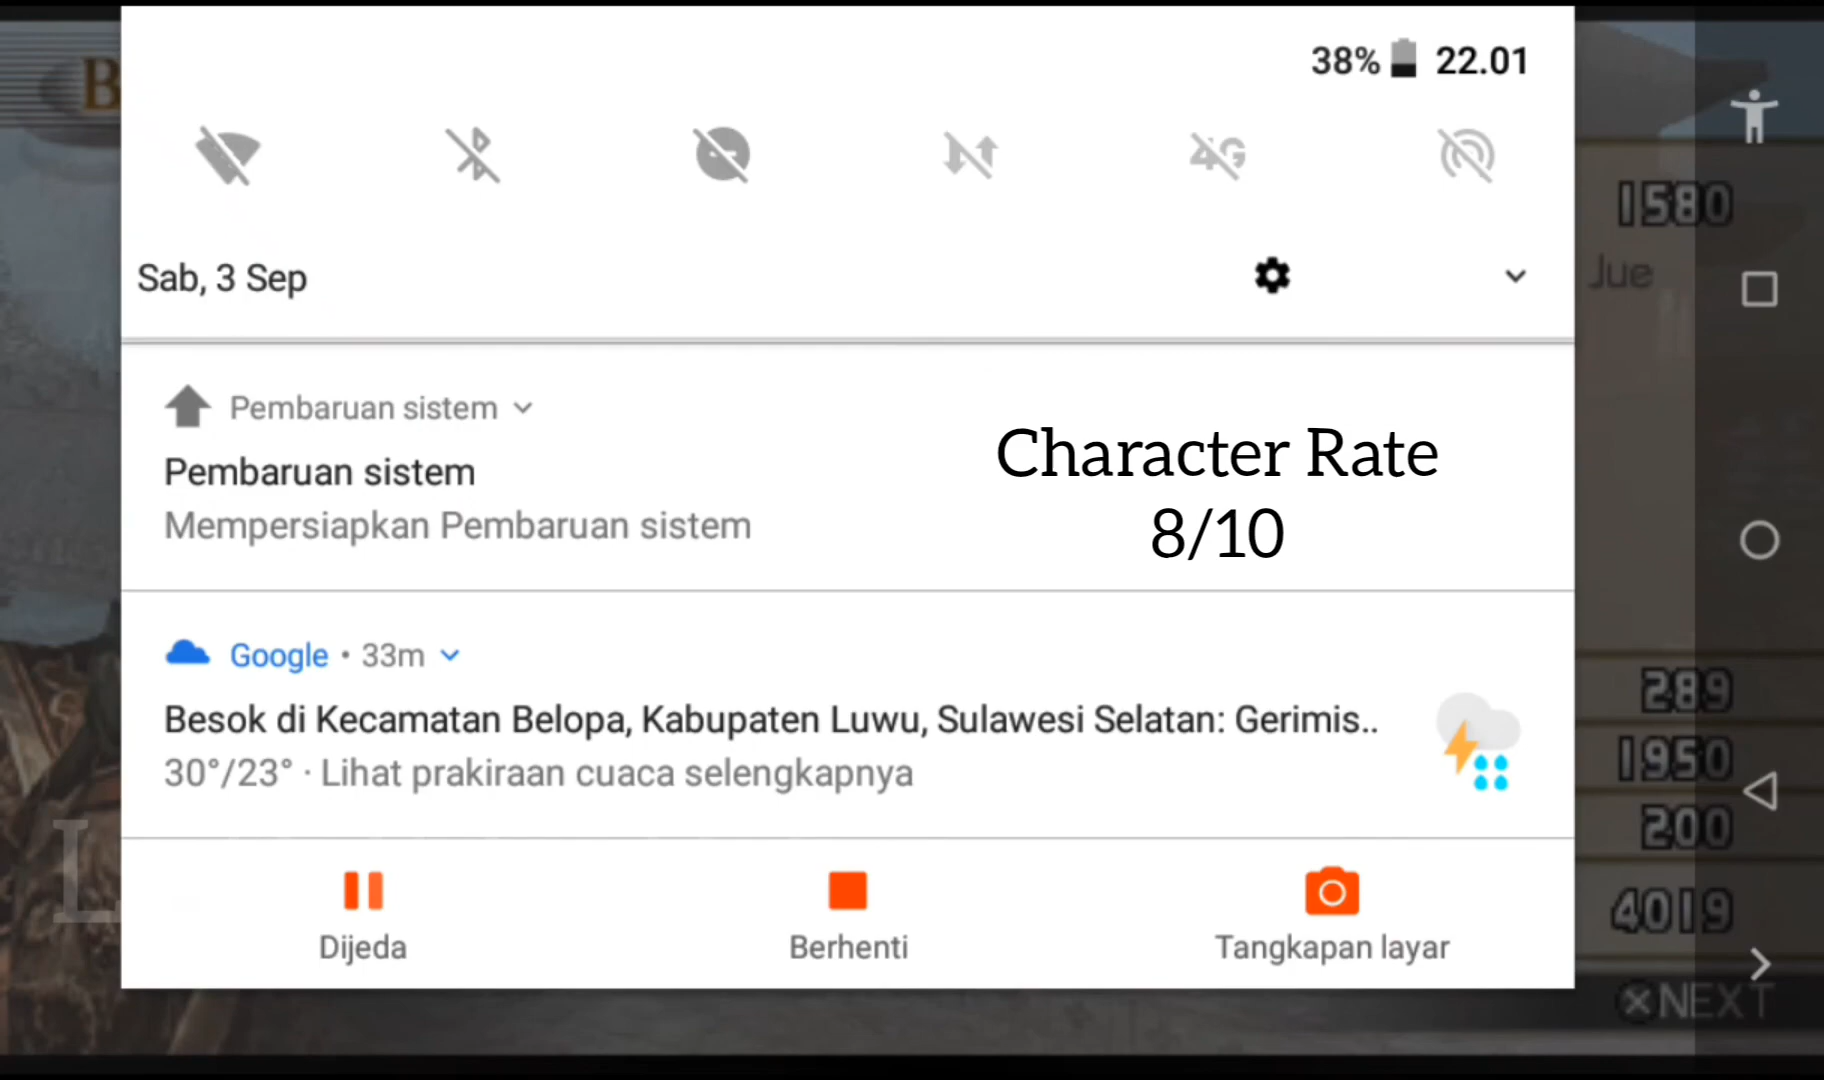 B
38% 22.01
4G
1580
Sab, 3 Sep
Jue
Pembaruan sistem
Pembaruan sistem
Mempersiapkan Pembaruan sistem
Character Rate
8/10
Google • 33m
Besok di Kecamatan Belopa, Kabupaten Luwu, Sulawesi Selatan: Gerimis..
30°/23° · Lihat prakiraan cuaca selengkapnya
289
1950
200
4019
L
Dijeda
Berhenti
Tangkapan layar
NEXT